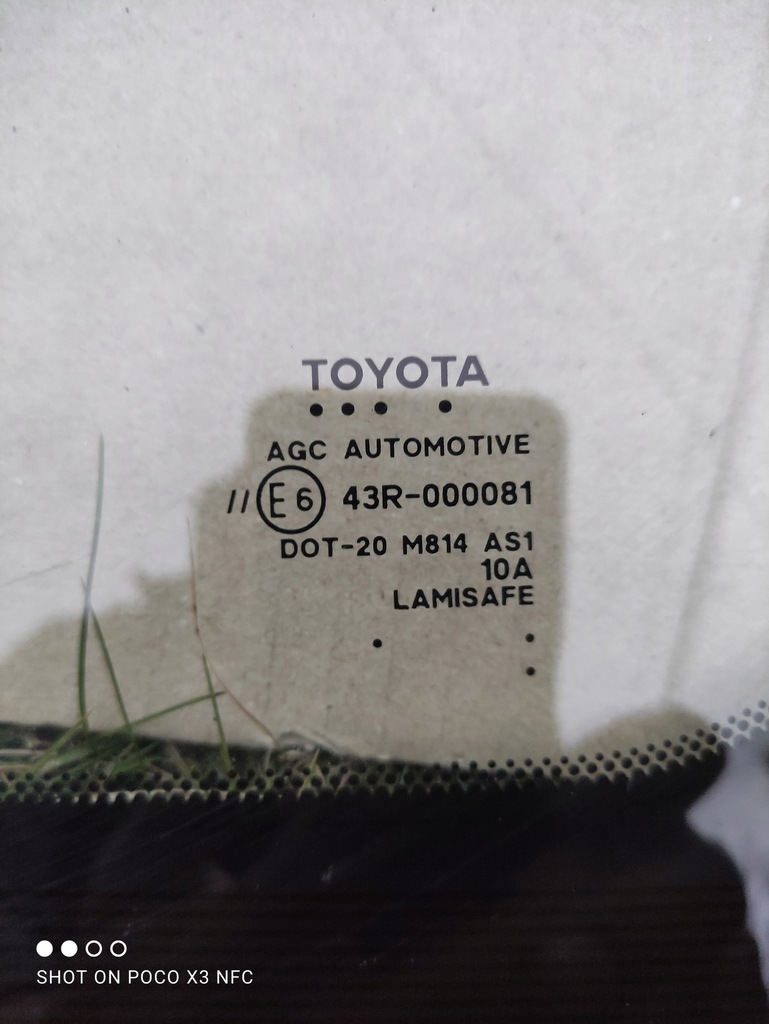 TOYOTA
AGC AUTOMOTIVE
// E6 43R-000081
DOT-20 M814 AS1
10A
LAMISAFE
SHOT ON POCO X3 NFC